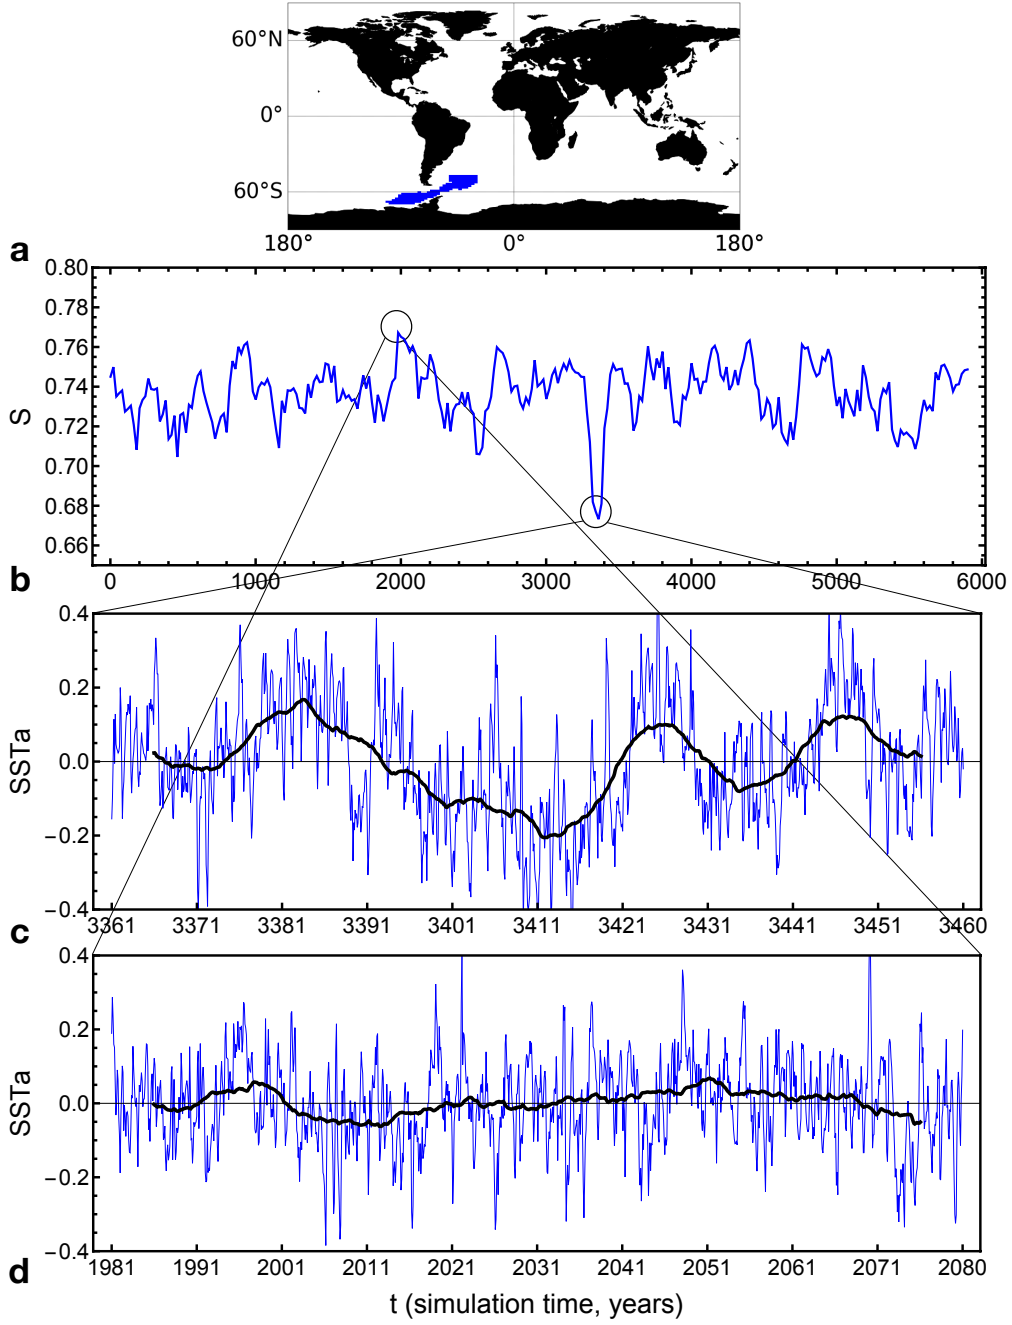 60°N
0°
60°S
180° 0° 180°
a
0.80
0.78
0.76
0.74
0.72
0.70
0.68
0.66
S
0 1000 2000 3000 4000 5000 6000
b
0.4
0.2
0.0
−0.2
−0.4
SSTa
3361 3371 3381 3391 3401 3411 3421 3431 3441 3451 3460
c
0.4
0.2
0.0
−0.2
−0.4
SSTa
1981 1991 2001 2011 2021 2031 2041 2051 2061 2071 2080
d
t (simulation time, years)